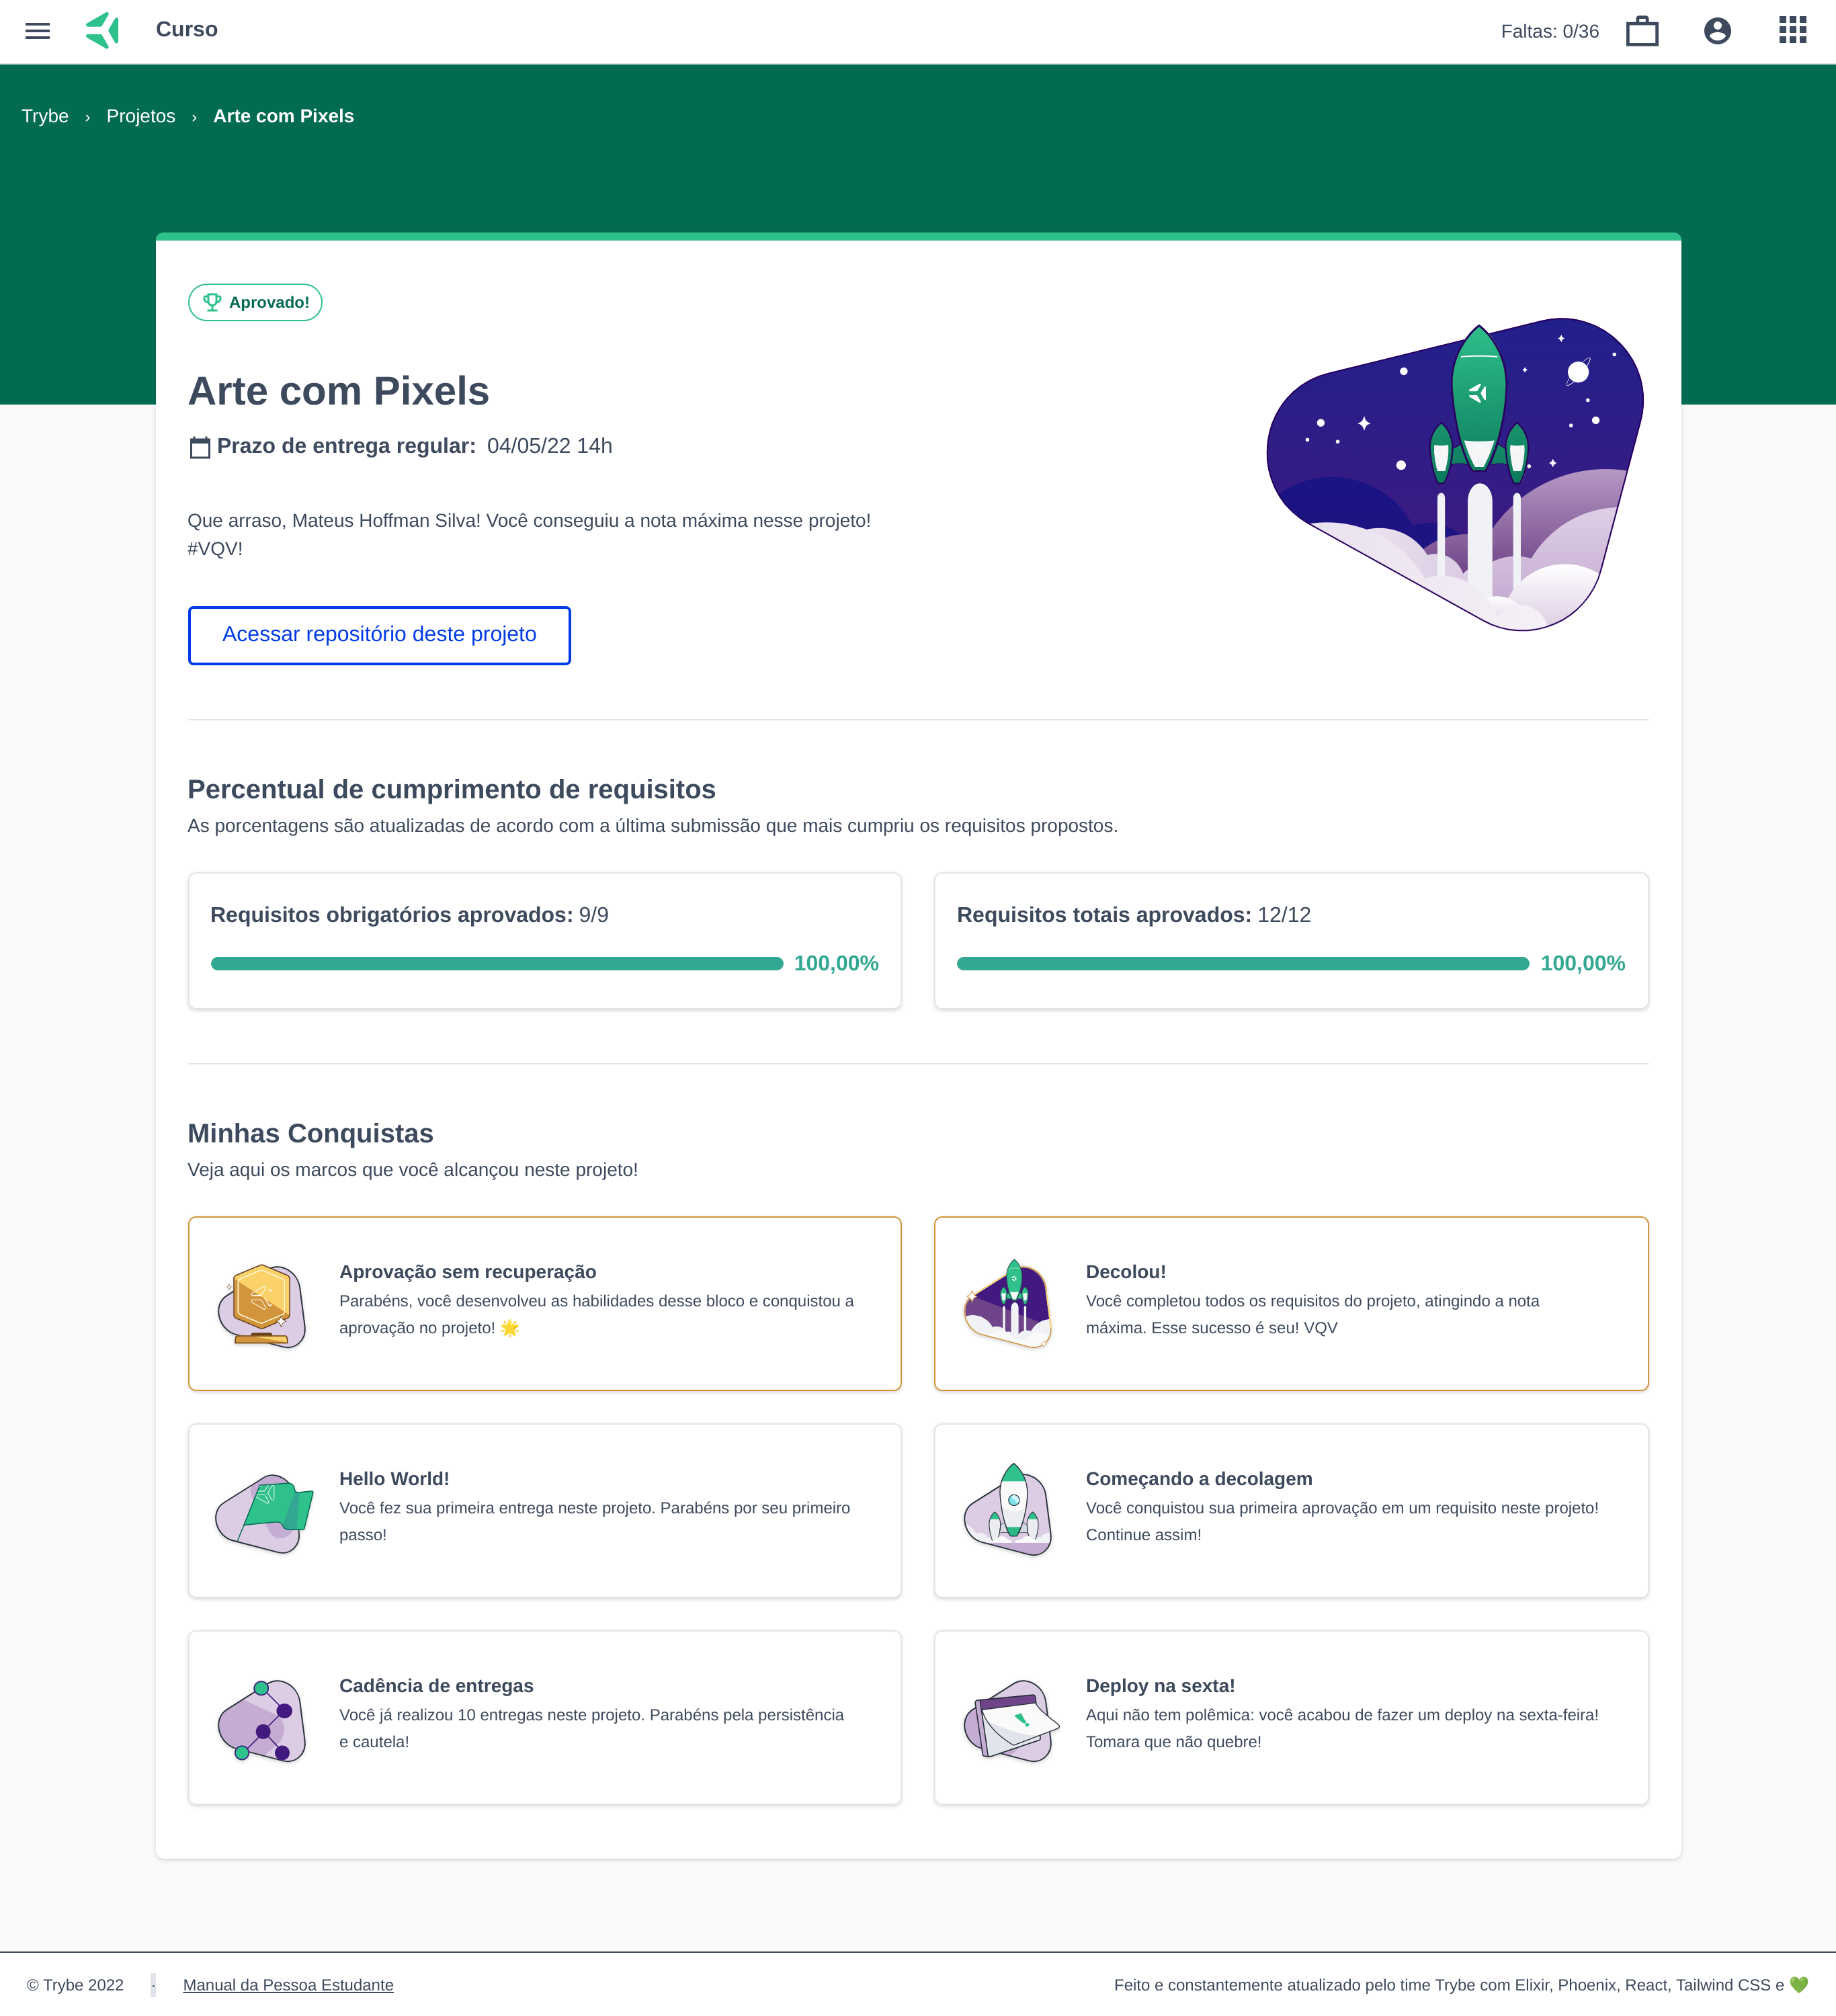 Curso
Faltas: 0/36
Trybe › Projetos › Arte com Pixels
Aprovado!
Arte com Pixels
Prazo de entrega regular: 04/05/22 14h
Que arraso, Mateus Hoffman Silva! Você conseguiu a nota máxima nesse projeto!
#VQV!
Acessar repositório deste projeto
Percentual de cumprimento de requisitos
As porcentagens são atualizadas de acordo com a última submissão que mais cumpriu os requisitos propostos.
Requisitos obrigatórios aprovados: 9/9
100,00%
Requisitos totais aprovados: 12/12
100,00%
Minhas Conquistas
Veja aqui os marcos que você alcançou neste projeto!
Aprovação sem recuperação
Parabéns, você desenvolveu as habilidades desse bloco e conquistou a
aprovação no projeto! 🌟
Decolou!
Você completou todos os requisitos do projeto, atingindo a nota
máxima. Esse sucesso é seu! VQV
Hello World!
Você fez sua primeira entrega neste projeto. Parabéns por seu primeiro
passo!
Começando a decolagem
Você conquistou sua primeira aprovação em um requisito neste projeto!
Continue assim!
Cadência de entregas
Você já realizou 10 entregas neste projeto. Parabéns pela persistência
e cautela!
Deploy na sexta!
Aqui não tem polêmica: você acabou de fazer um deploy na sexta-feira!
Tomara que não quebre!
© Trybe 2022 · Manual da Pessoa Estudante
Feito e constantemente atualizado pelo time Trybe com Elixir, Phoenix, React, Tailwind CSS e 💚